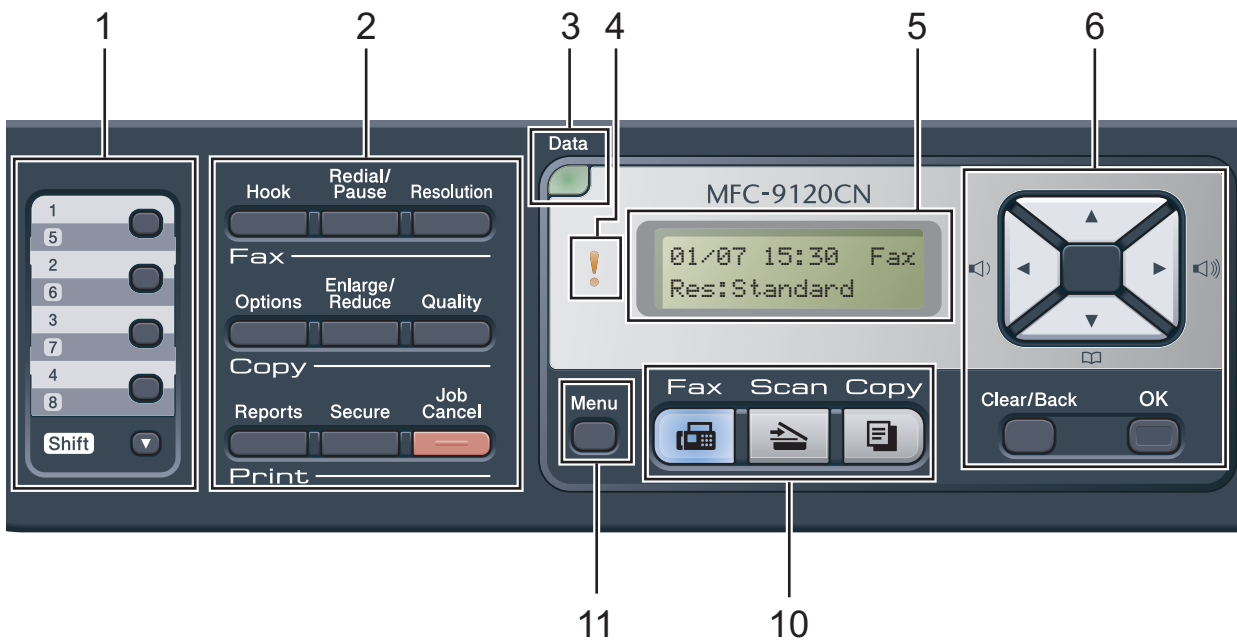 1 2 3 4 5 6
Data
MFC-9120CN
01/07 15:30 Fax
Res:Standard
1
5
2
6
3
7
4
8
Shift
Hook Redial/Pause Resolution
Fax
Options Enlarge/Reduce Quality
Copy
Reports Secure Job Cancel
Print
Menu
Fax Scan Copy
Clear/Back OK
11 10